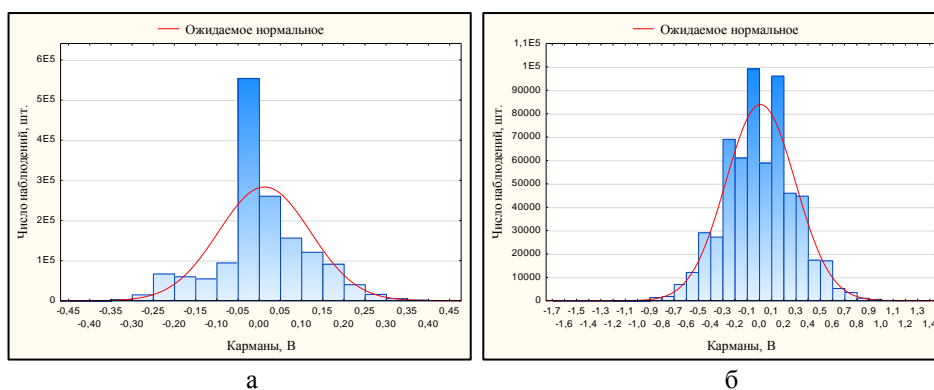 Ожидаемое нормальное
6E5
5E5
4E5
3E5
2E5
1E5
0
Число наблюдений, шт.
-0,45 -0,35 -0,25 -0,15 -0,05 0,05 0,15 0,25 0,35 0,45
-0,40 -0,30 -0,20 -0,10 0,00 0,10 0,20 0,30 0,40
Карманы, В
а
Ожидаемое нормальное
1,1E5
1E5
90000
80000
70000
60000
50000
40000
30000
20000
10000
0
Число наблюдений, шт.
-1,7 -1,5 -1,3 -1,1 -0,9 -0,7 -0,5 -0,3 -0,1 0,1 0,3 0,5 0,7 0,9 1,1 1,3
-1,6 -1,4 -1,2 -1,0 -0,8 -0,6 -0,4 -0,2 0,0 0,2 0,4 0,6 0,8 1,0 1,2 1,4
Карманы, В
б